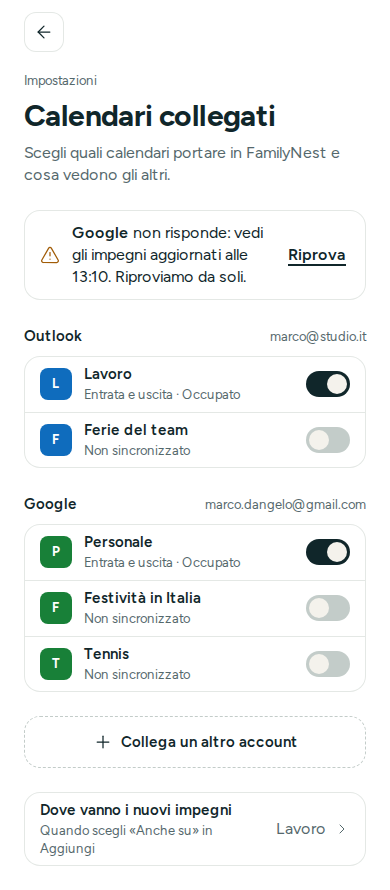 Impostazioni
Calendari collegati
Scegli quali calendari portare in FamilyNest e
cosa vedono gli altri.
Google non risponde: vedi
gli impegni aggiornati alle
13:10. Riproviamo da soli.
Riprova
Outlook
marco@studio.it
L
Lavoro
Entrata e uscita · Occupato
F
Ferie del team
Non sincronizzato
Google
marco.dangelo@gmail.com
P
Personale
Entrata e uscita · Occupato
F
Festività in Italia
Non sincronizzato
T
Tennis
Non sincronizzato
Collega un altro account
Dove vanno i nuovi impegni
Quando scegli «Anche su» in
Aggiungi
Lavoro